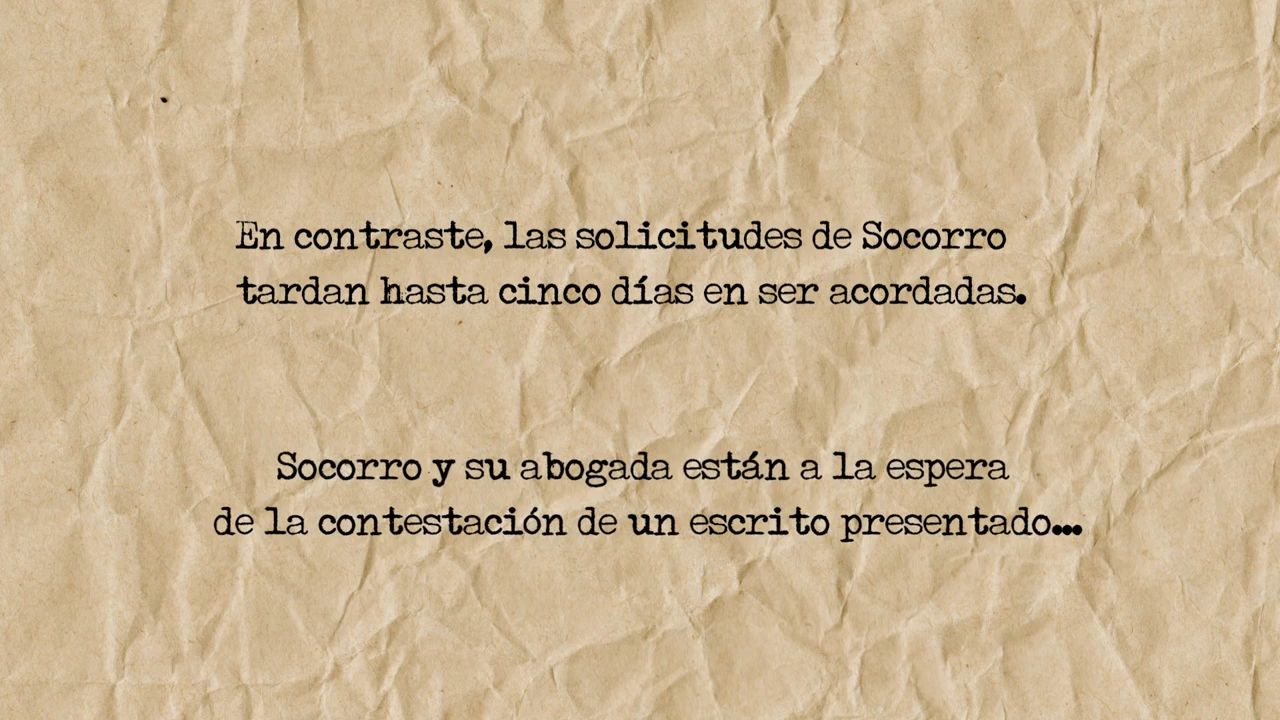 En contraste, las solicitudes de Socorro
tardan hasta cinco días en ser acordadas.
Socorro y su abogada están a la espera
de la contestación de un escrito presentado...